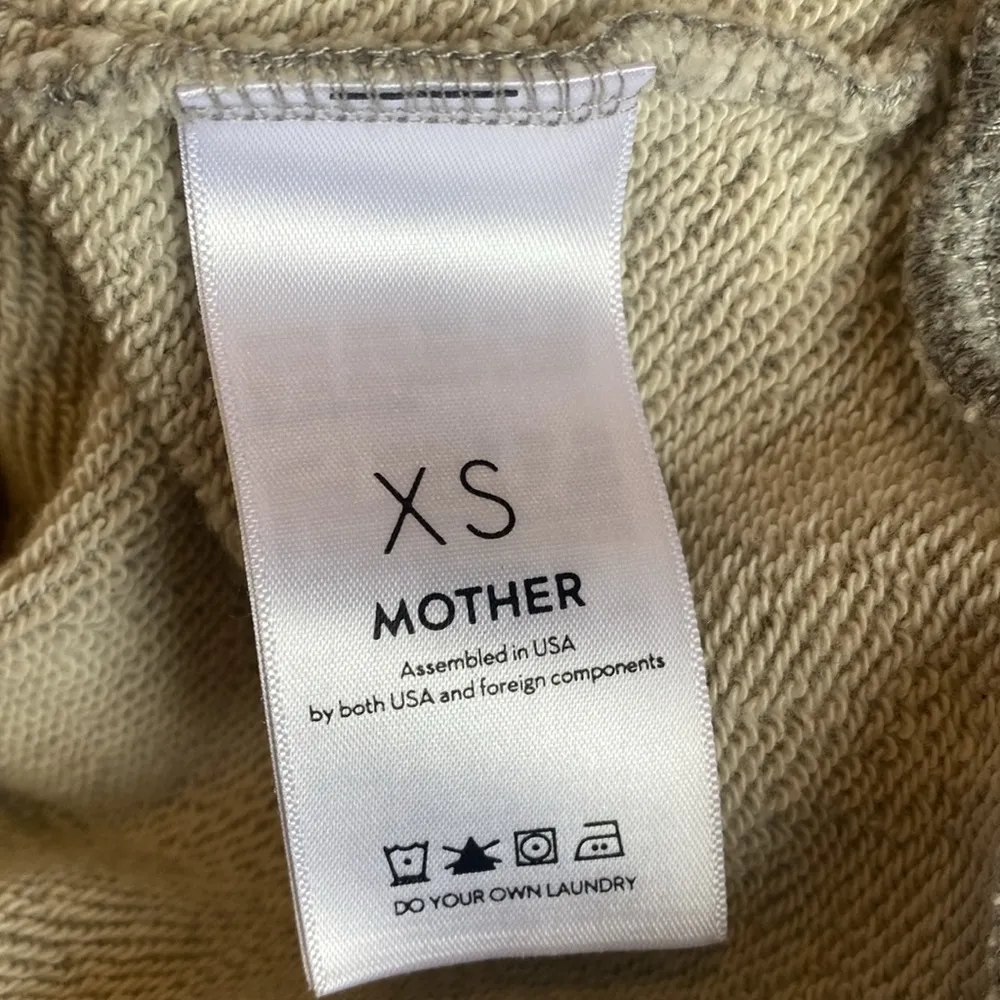 XS
MOTHER
Assembled in USA
by both USA and foreign components
DO YOUR OWN LAUNDRY